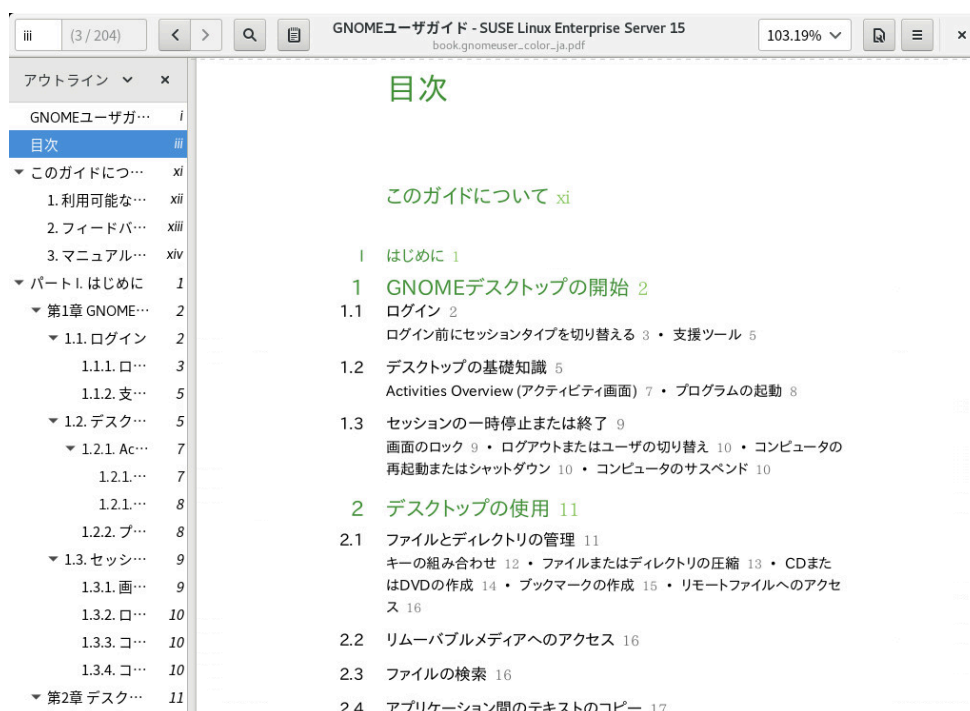 iii (3 / 204)
GNOMEユーザガイド - SUSE Linux Enterprise Server 15
book.gnomeuser_color_ja.pdf
103.19%
アウトライン
GNOMEユーザガ… i
目次 iii
このガイドにつ… xi
1. 利用可能な… xii
2. フィードバ… xiii
3. マニュアル… xiv
パート I. はじめに 1
第1章 GNOME… 2
1.1. ログイン 2
1.1.1. ロ… 3
1.1.2. 支… 5
1.2. デスク… 5
1.2.1. Ac… 7
1.2.1.… 7
1.2.1.… 8
1.2.2. プ… 8
1.3. セッシ… 9
1.3.1. 画… 9
1.3.2. ロ… 10
1.3.3. コ… 10
1.3.4. コ… 10
第2章 デスク… 11
目次
このガイドについて xi
I はじめに 1
1 GNOMEデスクトップの開始 2
1.1 ログイン 2
ログイン前にセッションタイプを切り替える 3 • 支援ツール 5
1.2 デスクトップの基礎知識 5
Activities Overview (アクティビティ画面) 7 • プログラムの起動 8
1.3 セッションの一時停止または終了 9
画面のロック 9 • ログアウトまたはユーザの切り替え 10 • コンピュータの
再起動またはシャットダウン 10 • コンピュータのサスペンド 10
2 デスクトップの使用 11
2.1 ファイルとディレクトリの管理 11
キーの組み合わせ 12 • ファイルまたはディレクトリの圧縮 13 • CDまた
はDVDの作成 14 • ブックマークの作成 15 • リモートファイルへのアクセ
ス 16
2.2 リムーバブルメディアへのアクセス 16
2.3 ファイルの検索 16
2.4 アプリケーション間のテキストのコピー 17